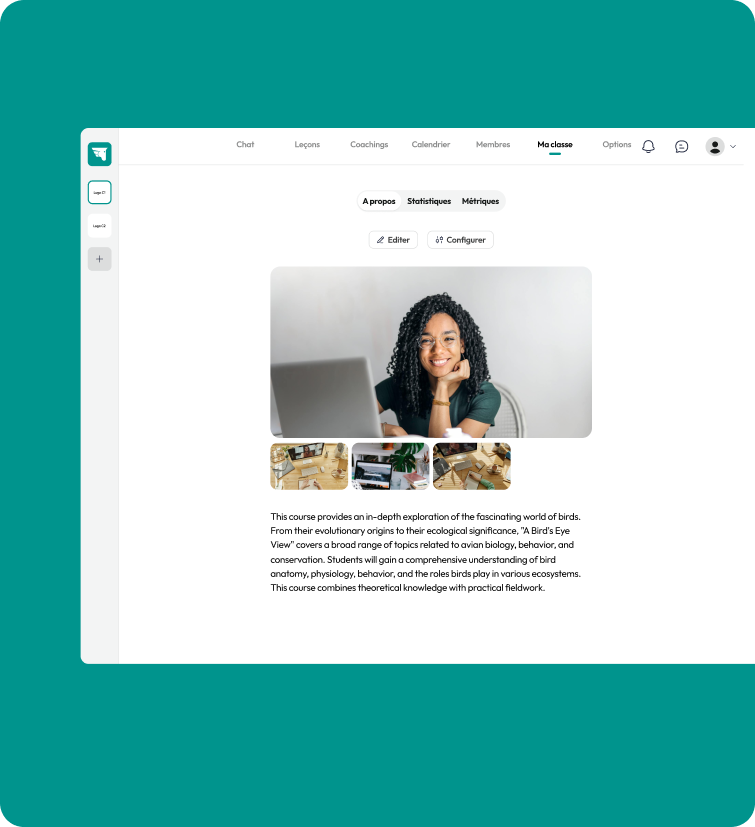 Chat Leçons Coachings Calendrier Membres Ma classe Options
Logo C1
Logo C2
A propos Statistiques Métriques
Editer Configurer
This course provides an in-depth exploration of the fascinating world of birds.
From their evolutionary origins to their ecological significance, "A Bird's Eye
View" covers a broad range of topics related to avian biology, behavior, and
conservation. Students will gain a comprehensive understanding of bird
anatomy, physiology, behavior, and the roles birds play in various ecosystems.
This course combines theoretical knowledge with practical fieldwork.